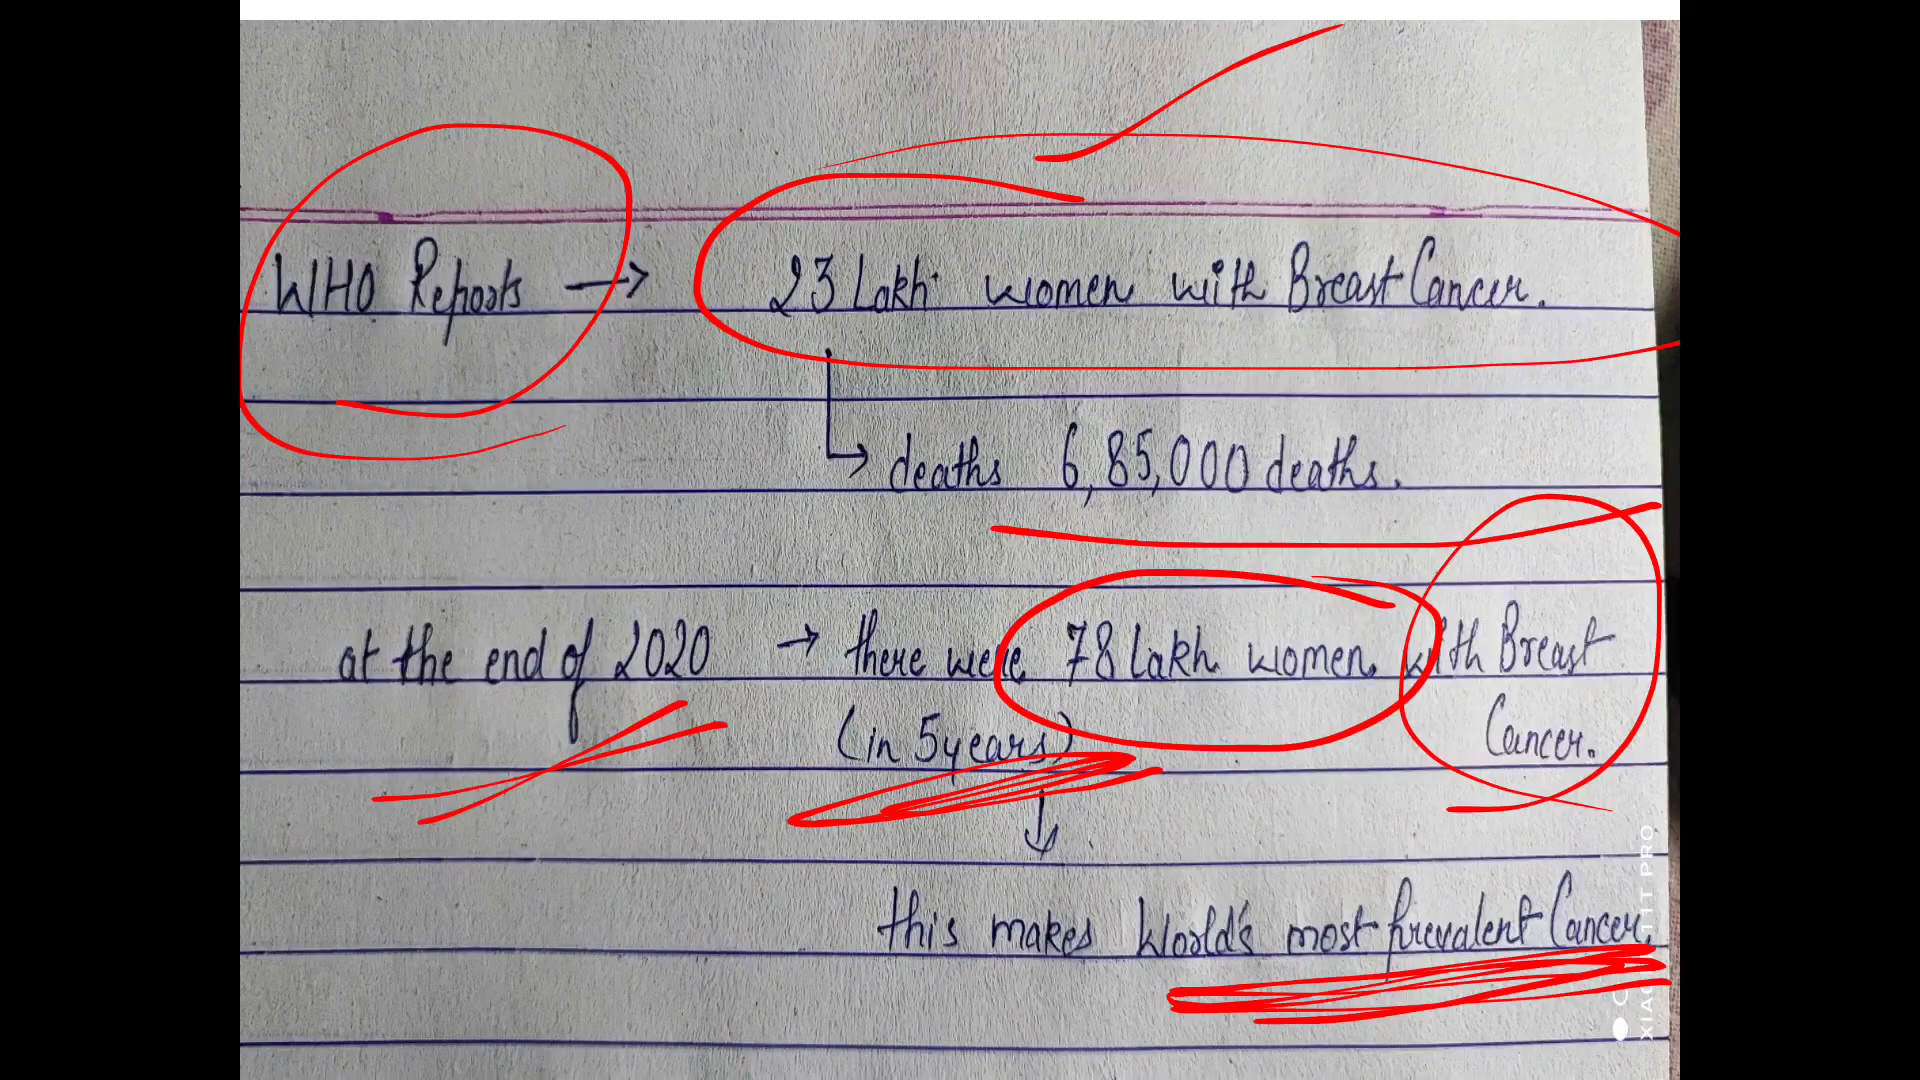 WHO Reports → 23 Lakh women with Breast Cancer.
↳ deaths 6,85,000 deaths.
at the end of 2020 → there were 78 Lakh women with Breast
(in 5 years) Cancer.
↓
this makes World's most prevalent Cancer.